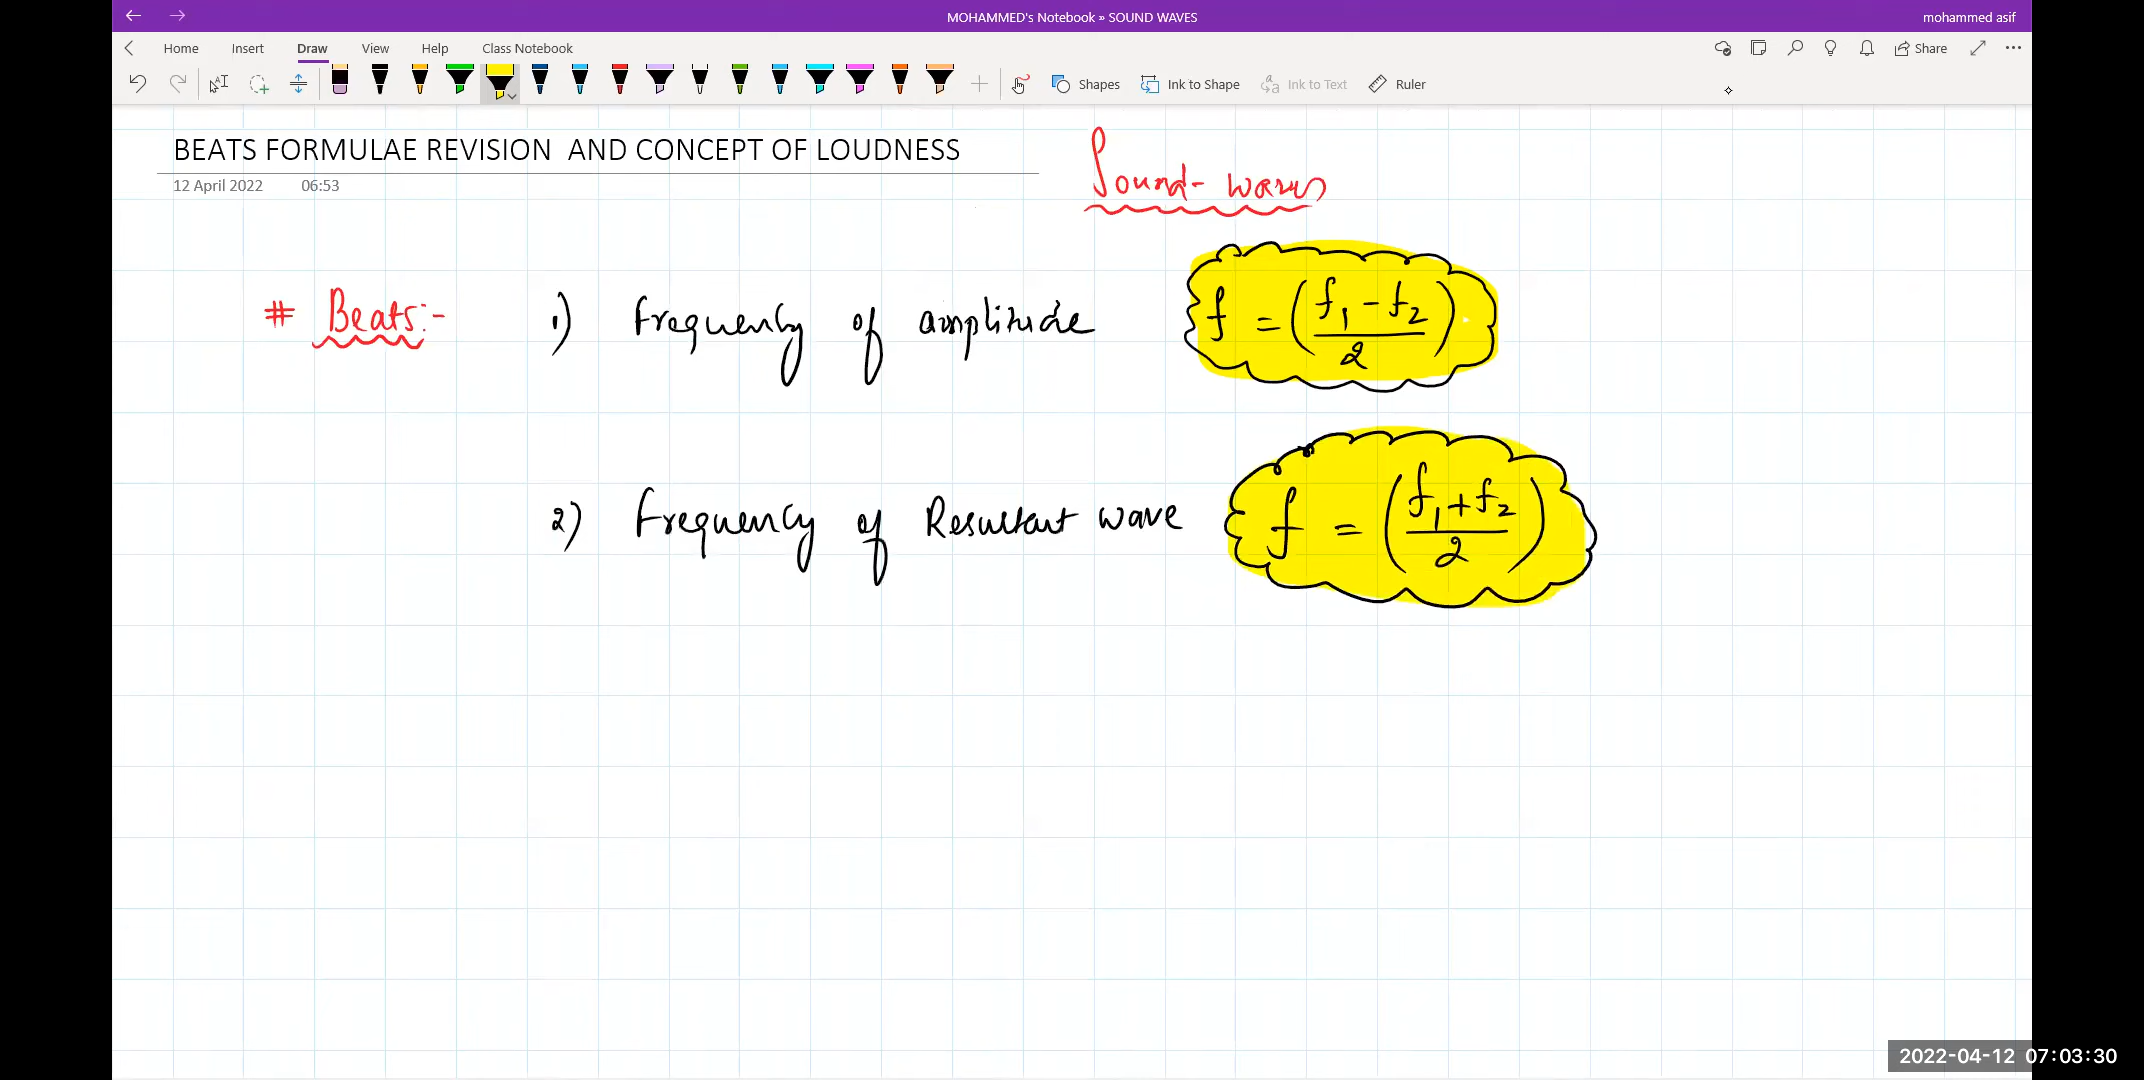 MOHAMMED's Notebook » SOUND WAVES
mohammed asif
Home Insert Draw View Help Class Notebook
Share
Shapes Ink to Shape Ink to Text Ruler
BEATS FORMULAE REVISION AND CONCEPT OF LOUDNESS
12 April 2022 06:53
Sound-waves
# Beats:- 1) Frequency of amplitude f = (f₁ - f₂ / 2)
2) Frequency of Resultant wave f = (f₁ + f₂ / 2)
2022-04-12 07:03:30